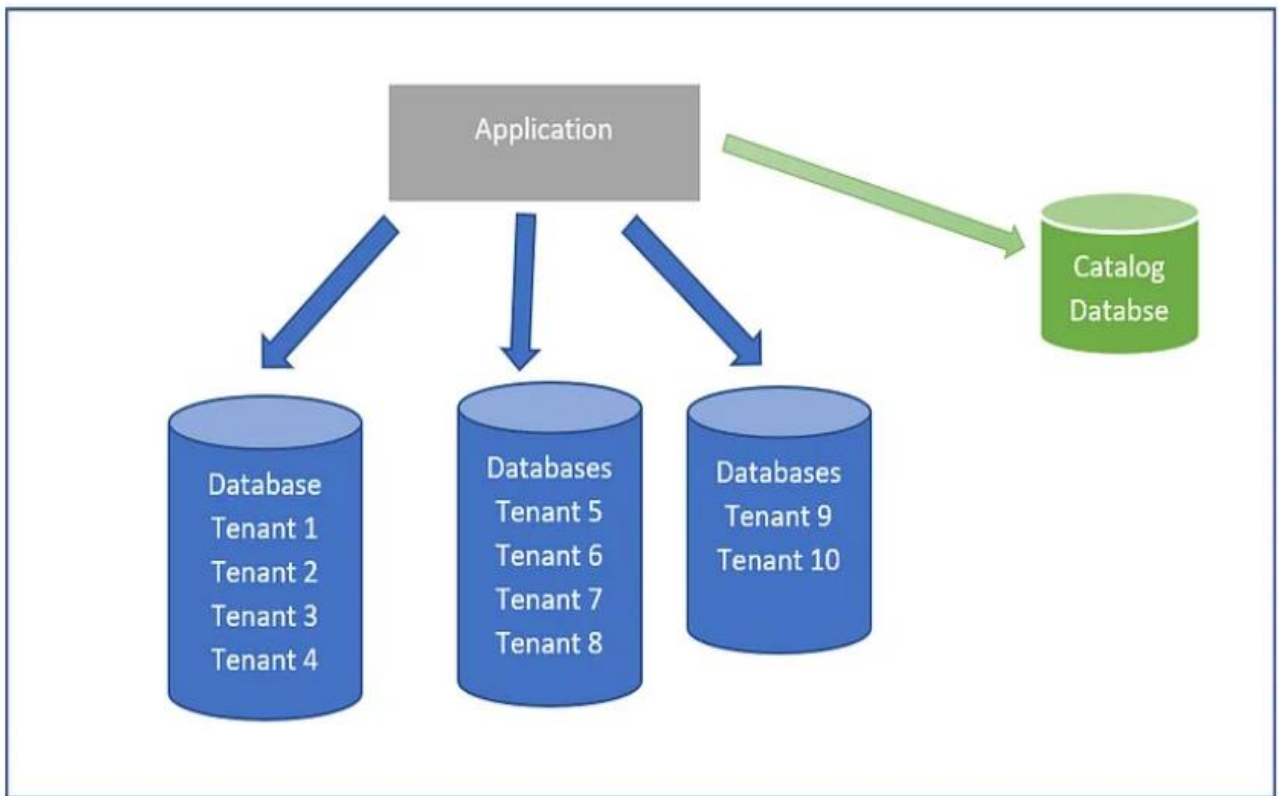 Application
Catalog
Databse
Database
Tenant 1
Tenant 2
Tenant 3
Tenant 4
Databases
Tenant 5
Tenant 6
Tenant 7
Tenant 8
Databases
Tenant 9
Tenant 10